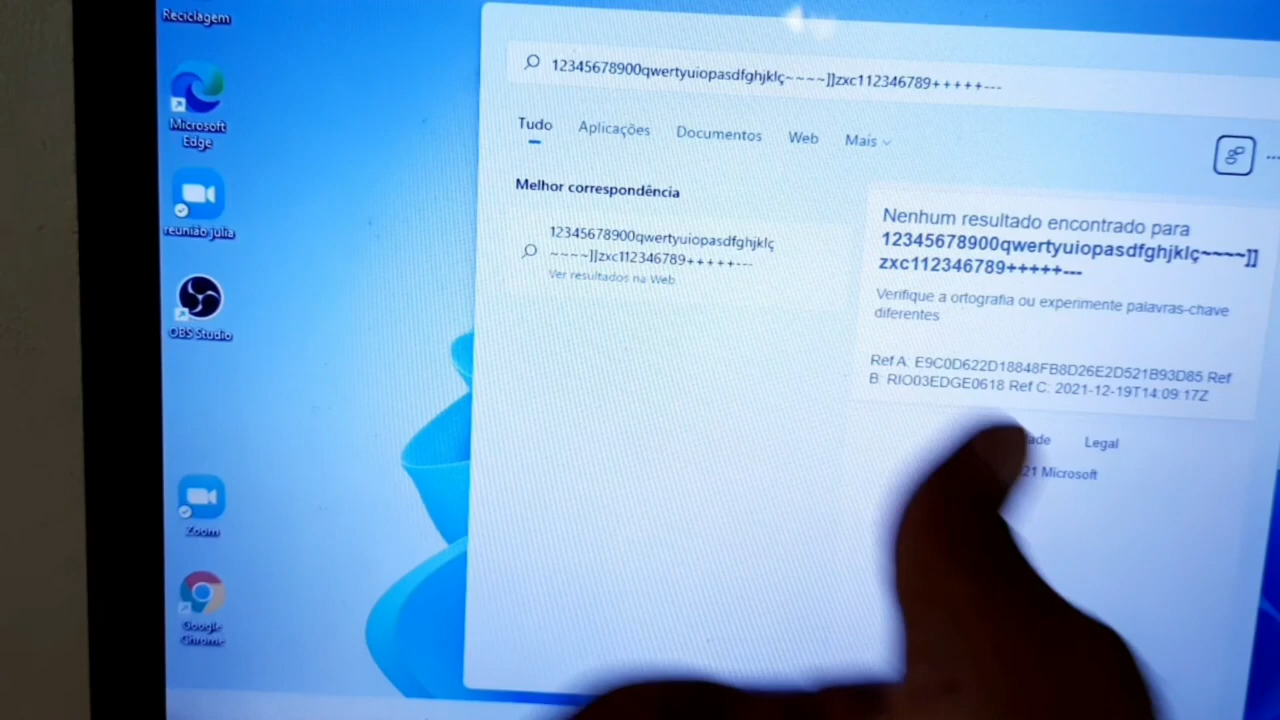 Reciclagem
Microsoft
Edge
reunião julia
OBS Studio
Zoom
Google
Chrome
12345678900qwertyuiopasdfghjklç~~~~]]zxc112346789+++++---
Tudo Aplicações Documentos Web Mais
Melhor correspondência
12345678900qwertyuiopasdfghjklç
~~~~]]zxc112346789+++++---
Ver resultados na Web
Nenhum resultado encontrado para
12345678900qwertyuiopasdfghjklç~~~~]]
zxc112346789+++++---
Verifique a ortografia ou experimente palavras-chave
diferentes
Ref A: E9C0D622D18848FB8D26E2D521B93D85 Ref
B: RIO03EDGE0618 Ref C: 2021-12-19T14:09:17Z
Legal
Microsoft